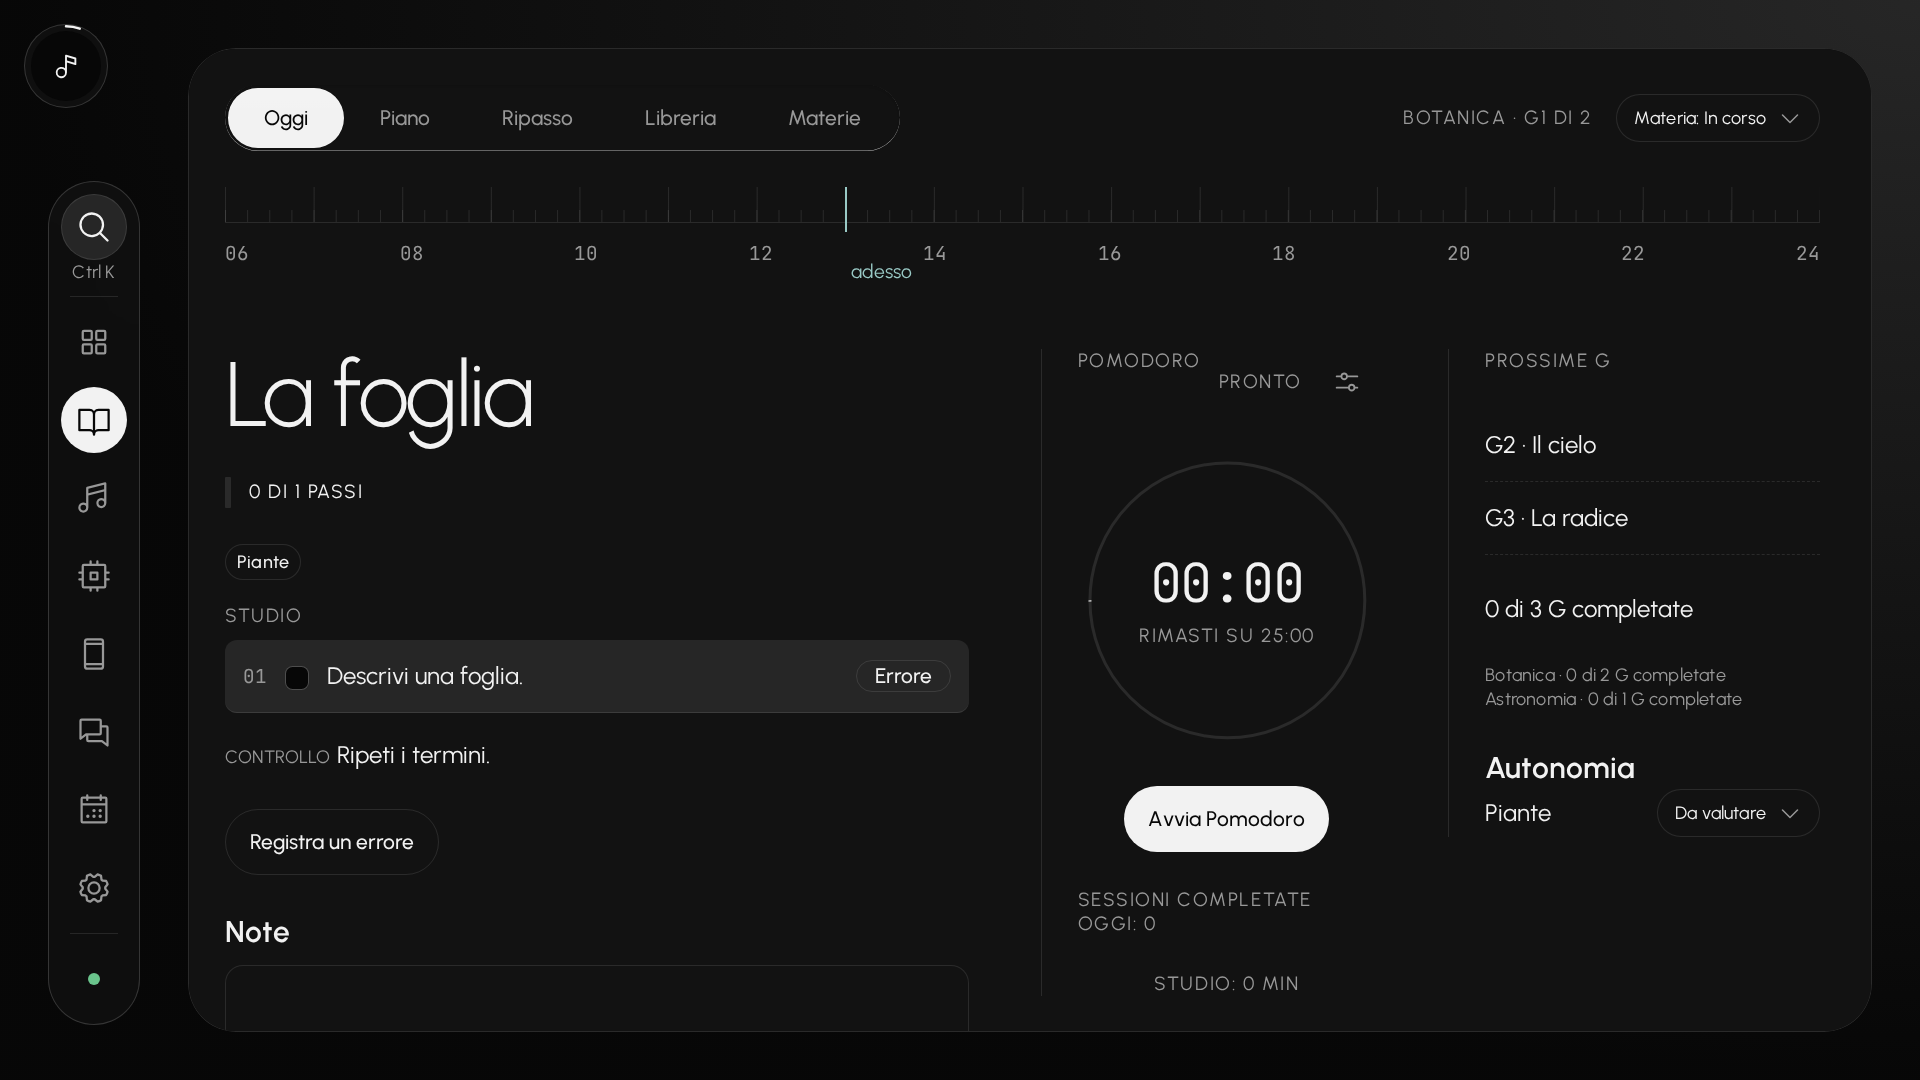 Oggi
Piano
Ripasso
Libreria
Materie
BOTANICA · G1 DI 2
Materia: In corso
Ctrl K
06 08 10 12 14 16 18 20 22 24
adesso
La foglia
0 DI 1 PASSI
Piante
STUDIO
01 Descrivi una foglia. Errore
CONTROLLO Ripeti i termini.
Registra un errore
Note
POMODORO
PRONTO
00:00
RIMASTI SU 25:00
Avvia Pomodoro
SESSIONI COMPLETATE
OGGI: 0
STUDIO: 0 MIN
PROSSIME G
G2 · Il cielo
G3 · La radice
0 di 3 G completate
Botanica · 0 di 2 G completate
Astronomia · 0 di 1 G completate
Autonomia
Piante
Da valutare